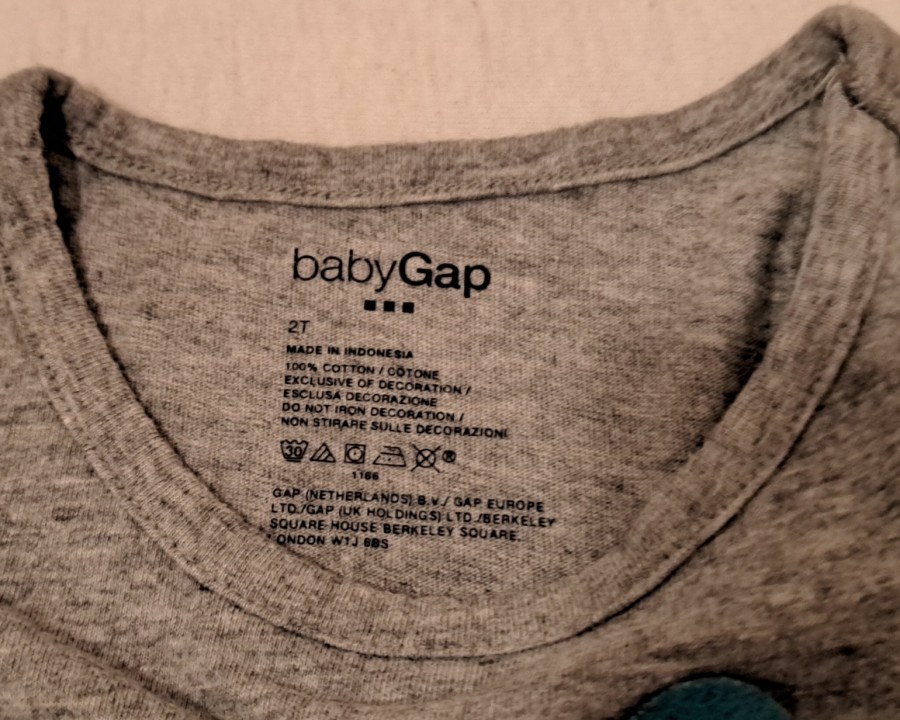 babyGap
2T
MADE IN INDONESIA
100% COTTON / COTONE
EXCLUSIVE OF DECORATION /
ESCLUSA DECORAZIONE
DO NOT IRON DECORATION /
NON STIRARE SULLE DECORAZIONI
30 ®
1166
GAP (NETHERLANDS) B.V./ GAP EUROPE
LTD./GAP (UK HOLDINGS) LTD./BERKELEY
SQUARE HOUSE BERKELEY SQUARE,
LONDON W1J 6BS